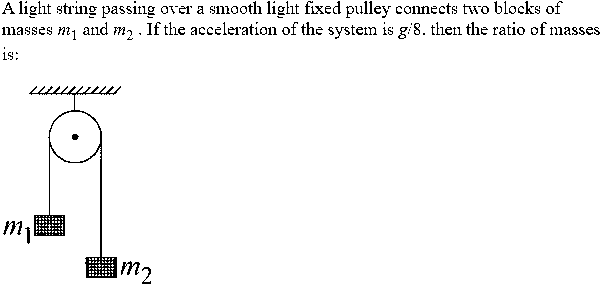 A light string passing over a smooth light fixed pulley connects two blocks of
masses m₁ and m₂ . If the acceleration of the system is g/8. then the ratio of masses
is:
m₁
m₂